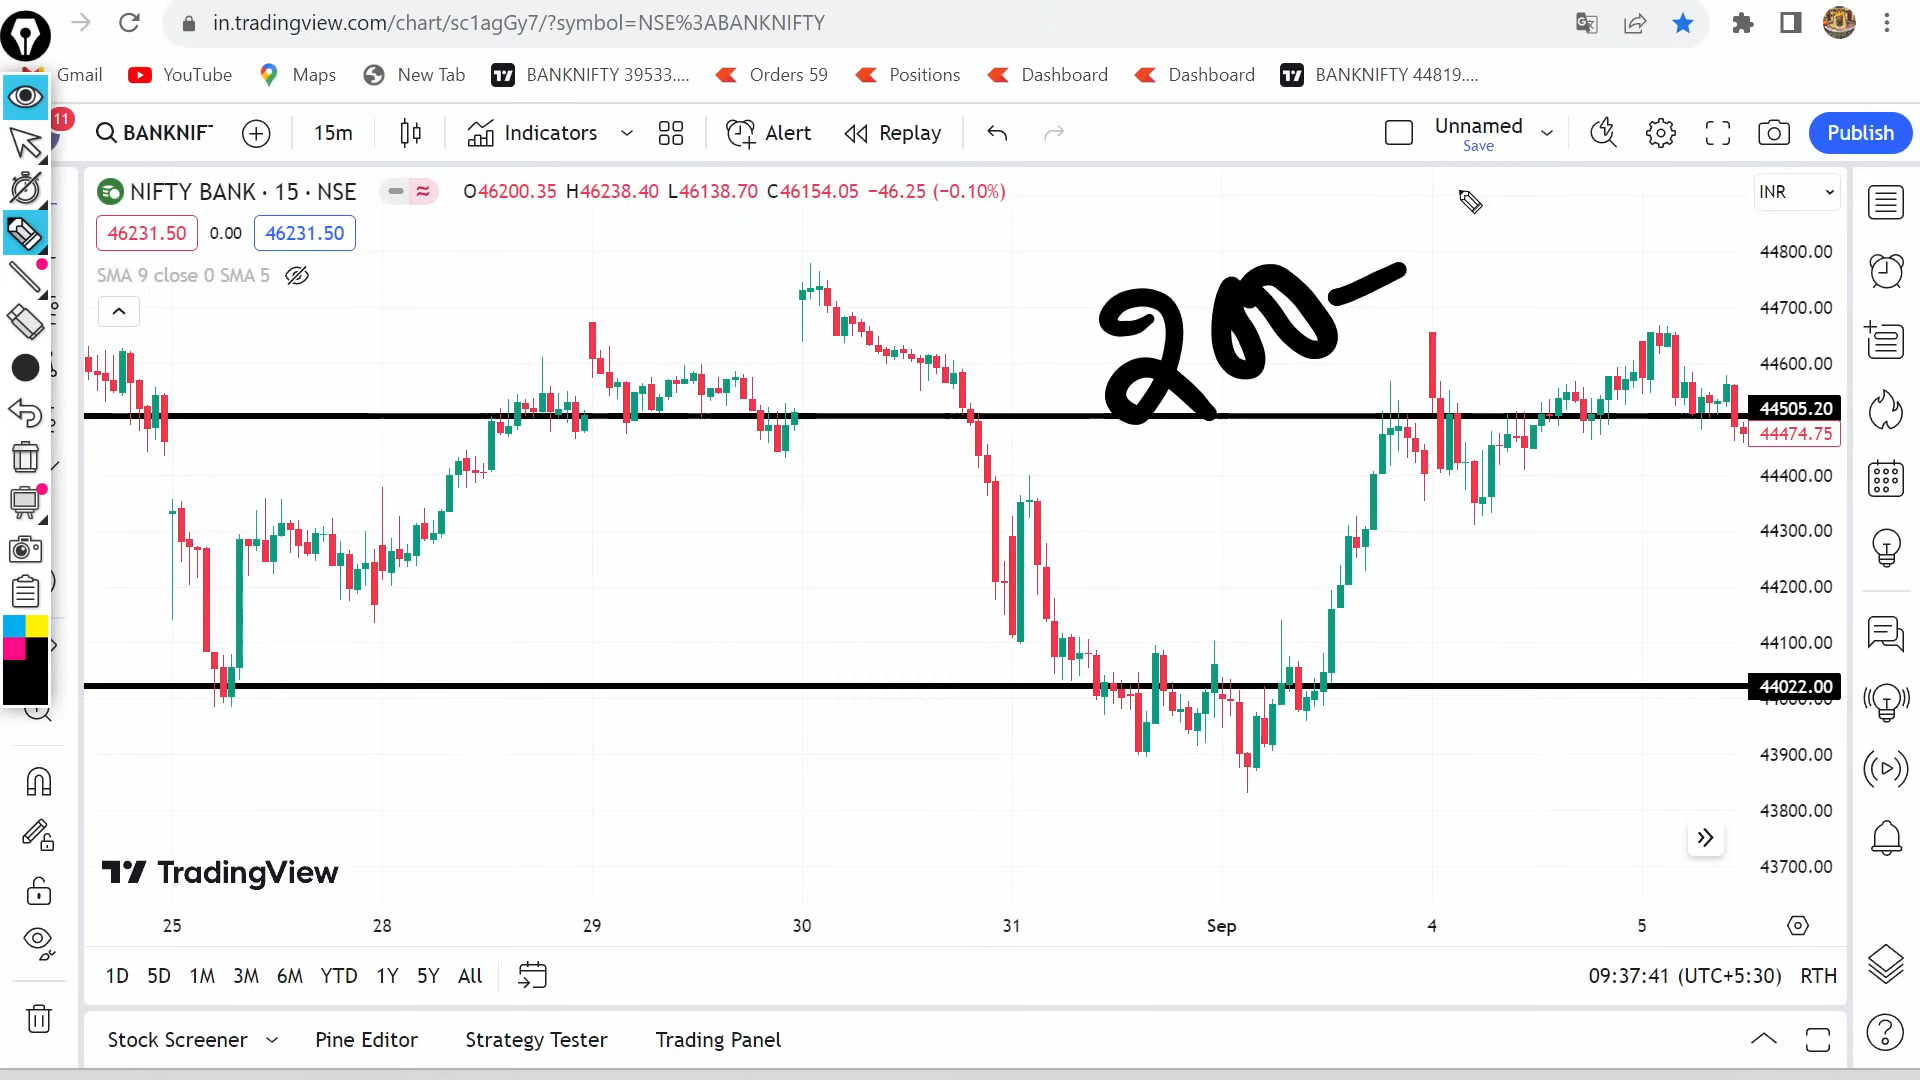 in.tradingview.com/chart/sc1agGy7/?symbol=NSE%3ABANKNIFTY
Gmail YouTube Maps New Tab BANKNIFTY 39533.... Orders 59 Positions Dashboard Dashboard BANKNIFTY 44819....
11
BANKNIF 15m Indicators Alert Replay Unnamed Save Publish
NIFTY BANK · 15 · NSE O46200.35 H46238.40 L46138.70 C46154.05 −46.25 (−0.10%) INR
46231.50 0.00 46231.50
SMA 9 close 0 SMA 5
200-
44800.00
44700.00
44600.00
44505.20
44474.75
44400.00
44300.00
44200.00
44100.00
44022.00
43900.00
43800.00
43700.00
TradingView
25 28 29 30 31 Sep 4 5
1D 5D 1M 3M 6M YTD 1Y 5Y All 09:37:41 (UTC+5:30) RTH
Stock Screener Pine Editor Strategy Tester Trading Panel